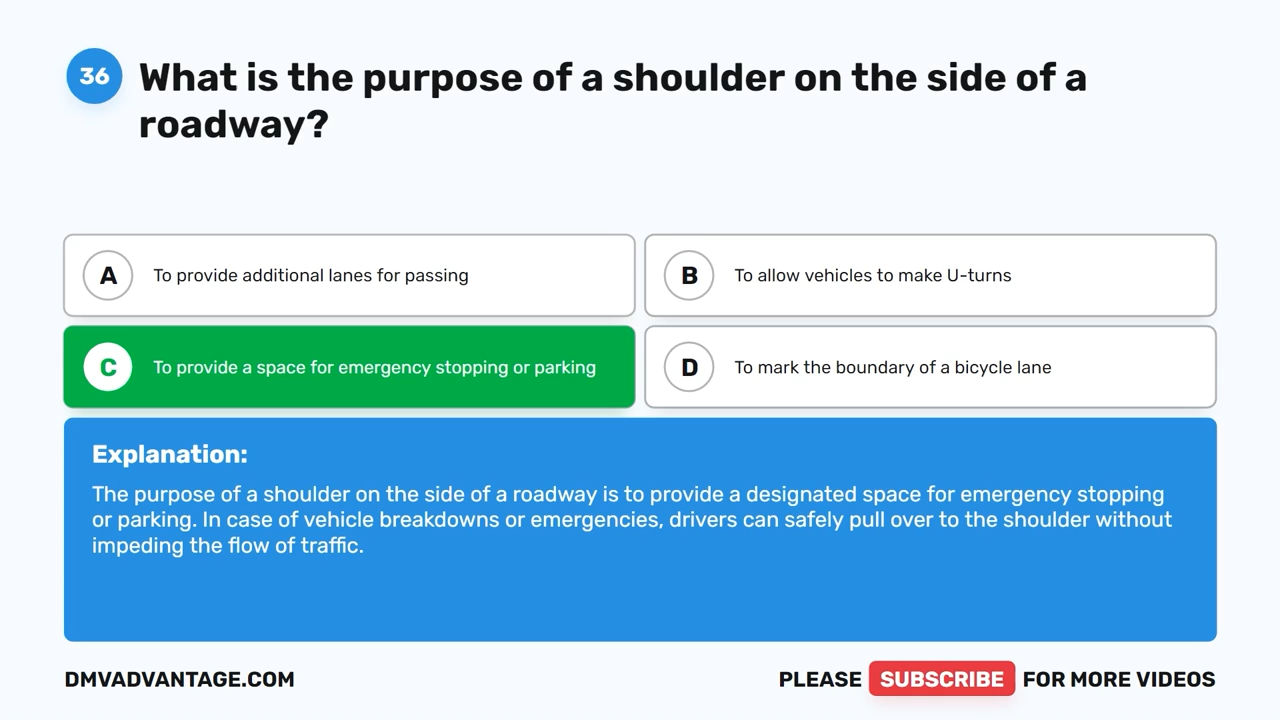 36
What is the purpose of a shoulder on the side of a
roadway?
A To provide additional lanes for passing
B To allow vehicles to make U-turns
C To provide a space for emergency stopping or parking
D To mark the boundary of a bicycle lane
Explanation:
The purpose of a shoulder on the side of a roadway is to provide a designated space for emergency stopping
or parking. In case of vehicle breakdowns or emergencies, drivers can safely pull over to the shoulder without
impeding the flow of traffic.
DMVADVANTAGE.COM
PLEASE SUBSCRIBE FOR MORE VIDEOS